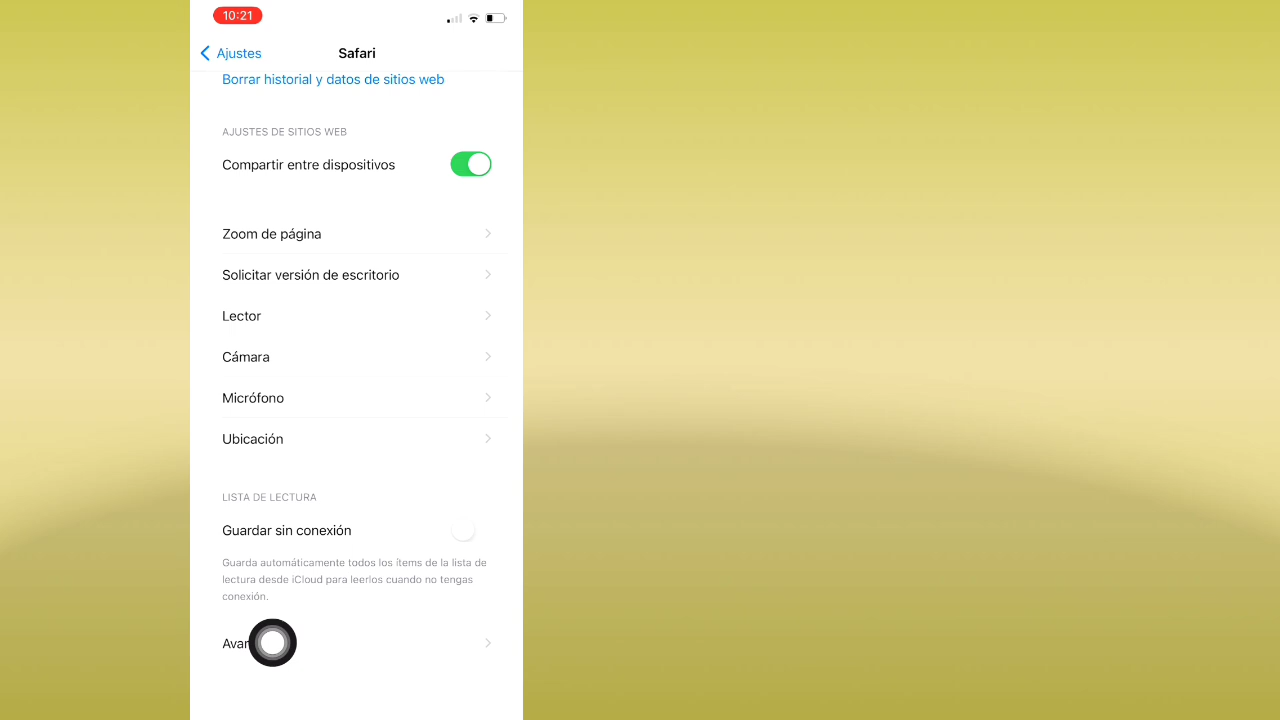 10:21
Ajustes
Safari
Borrar historial y datos de sitios web
AJUSTES DE SITIOS WEB
Compartir entre dispositivos
Zoom de página
Solicitar versión de escritorio
Lector
Cámara
Micrófono
Ubicación
LISTA DE LECTURA
Guardar sin conexión
Guarda automáticamente todos los ítems de la lista de
lectura desde iCloud para leerlos cuando no tengas
conexión.